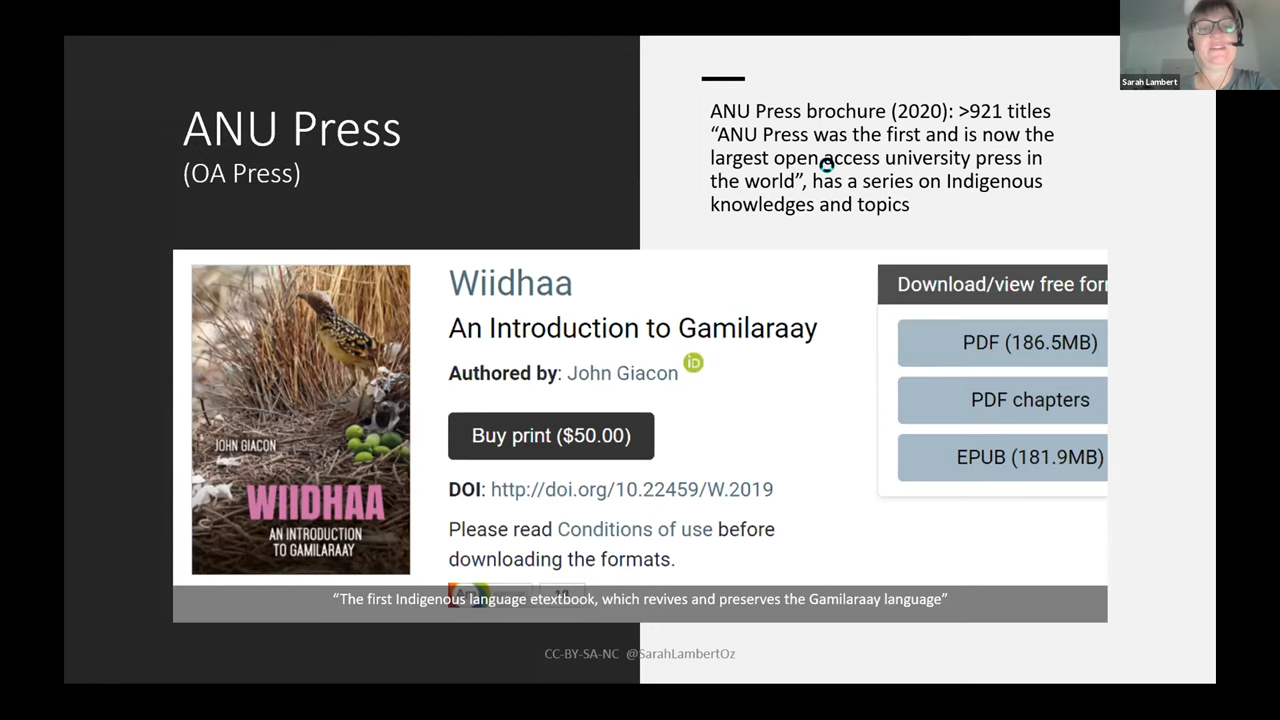 Sarah Lambert
ANU Press
(OA Press)
ANU Press brochure (2020): >921 titles
“ANU Press was the first and is now the
largest open access university press in
the world”, has a series on Indigenous
knowledges and topics
JOHN GIACON
WIIDHAA
AN INTRODUCTION
TO GAMILARAAY
Wiidhaa
An Introduction to Gamilaraay
Authored by: John Giacon iD
Buy print ($50.00)
DOI: http://doi.org/10.22459/W.2019
Please read Conditions of use before
downloading the formats.
Download/view free for
PDF (186.5MB)
PDF chapters
EPUB (181.9MB)
“The first Indigenous language etextbook, which revives and preserves the Gamilaraay language”
CC-BY-SA-NC @SarahLambertOz